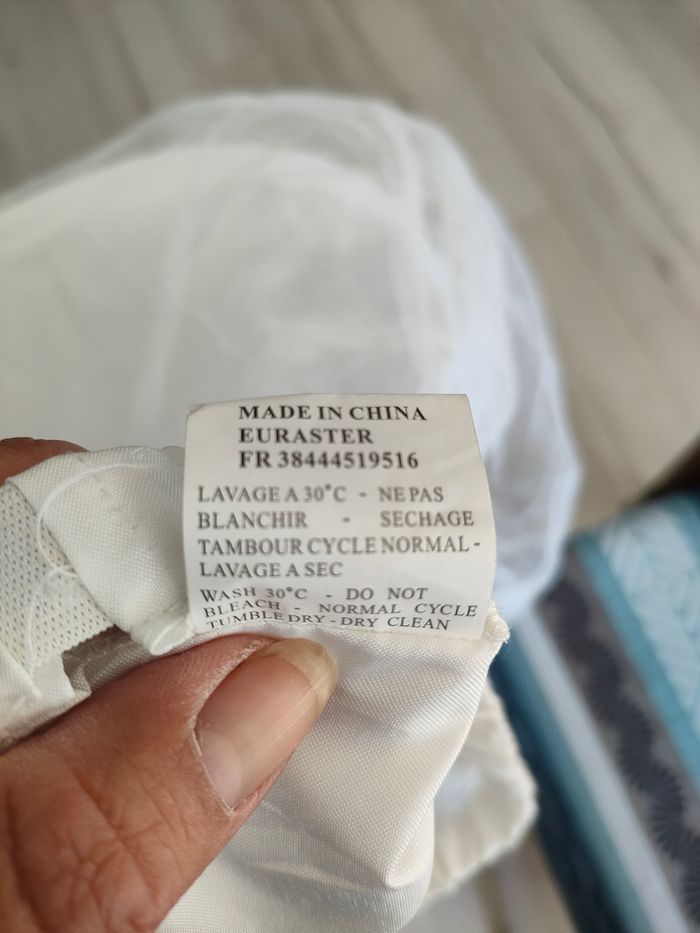 MADE IN CHINA
EURASTER
FR 38444519516
LAVAGE A 30°C - NE PAS
BLANCHIR - SECHAGE
TAMBOUR CYCLE NORMAL -
LAVAGE A SEC
WASH 30°C - DO NOT
BLEACH - NORMAL CYCLE
TUMBLE DRY - DRY CLEAN